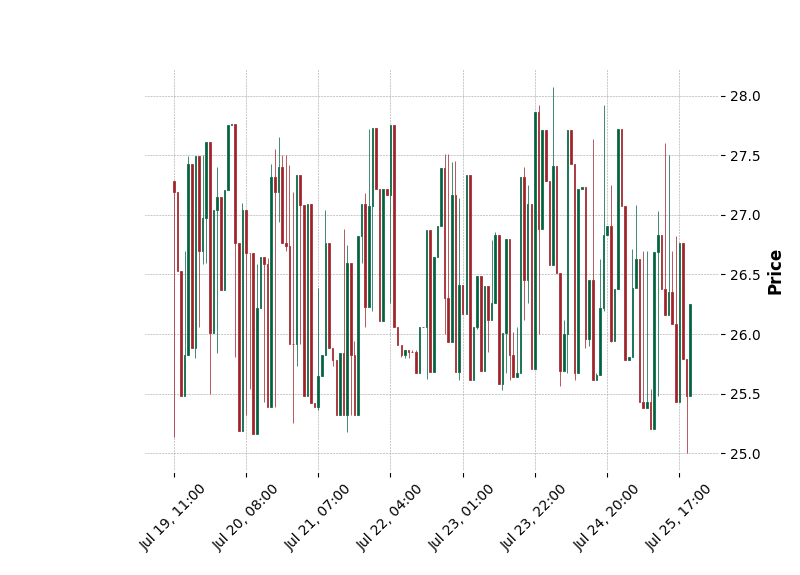 28.0
27.5
27.0
26.5
26.0
25.5
25.0
Price
Jul 19, 11:00
Jul 20, 08:00
Jul 21, 07:00
Jul 22, 04:00
Jul 23, 01:00
Jul 23, 22:00
Jul 24, 20:00
Jul 25, 17:00